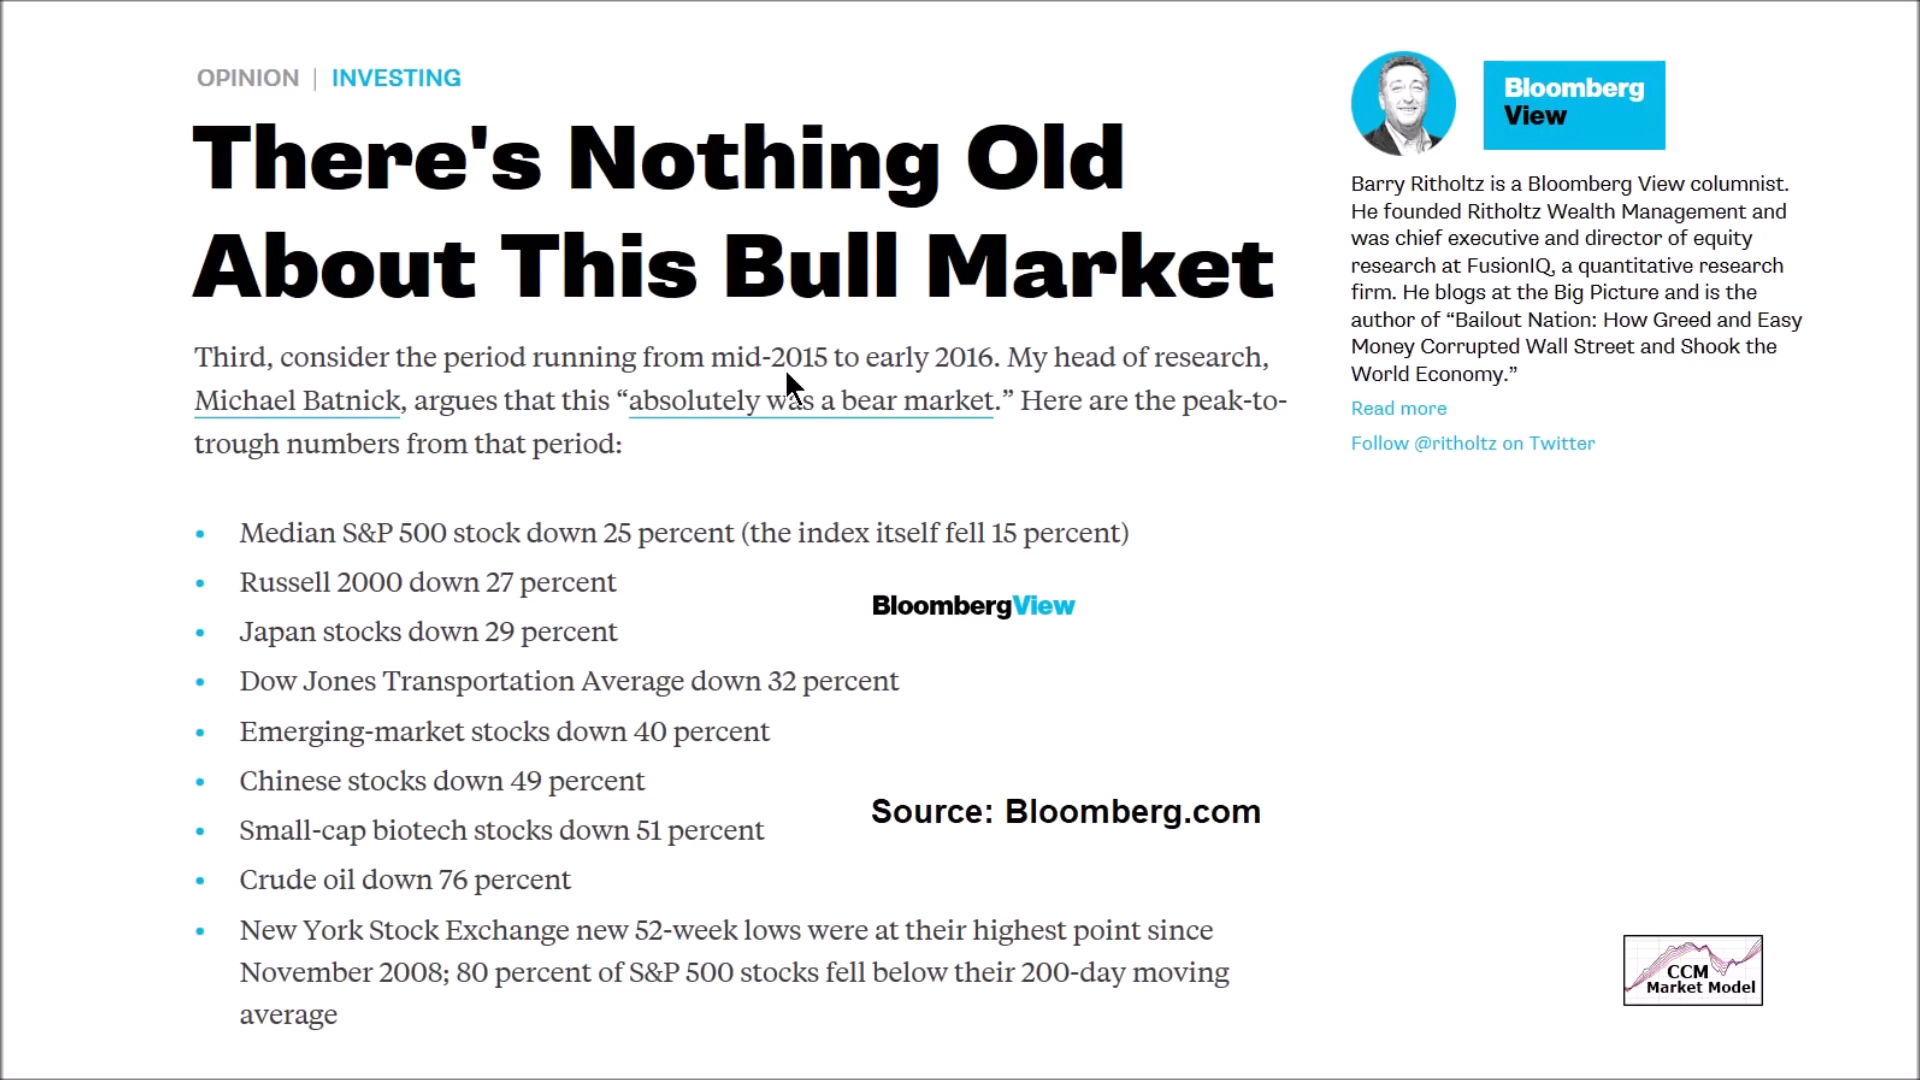 OPINION | INVESTING
There's Nothing Old
About This Bull Market
Third, consider the period running from mid-2015 to early 2016. My head of research,
Michael Batnick, argues that this “absolutely was a bear market.” Here are the peak-to-
trough numbers from that period:
• Median S&P 500 stock down 25 percent (the index itself fell 15 percent)
• Russell 2000 down 27 percent
• Japan stocks down 29 percent
• Dow Jones Transportation Average down 32 percent
• Emerging-market stocks down 40 percent
• Chinese stocks down 49 percent
• Small-cap biotech stocks down 51 percent
• Crude oil down 76 percent
• New York Stock Exchange new 52-week lows were at their highest point since
November 2008; 80 percent of S&P 500 stocks fell below their 200-day moving
average
BloombergView
Source: Bloomberg.com
Bloomberg
View
Barry Ritholtz is a Bloomberg View columnist.
He founded Ritholtz Wealth Management and
was chief executive and director of equity
research at FusionIQ, a quantitative research
firm. He blogs at the Big Picture and is the
author of “Bailout Nation: How Greed and Easy
Money Corrupted Wall Street and Shook the
World Economy.”
Read more
Follow @ritholtz on Twitter
CCM
Market Model